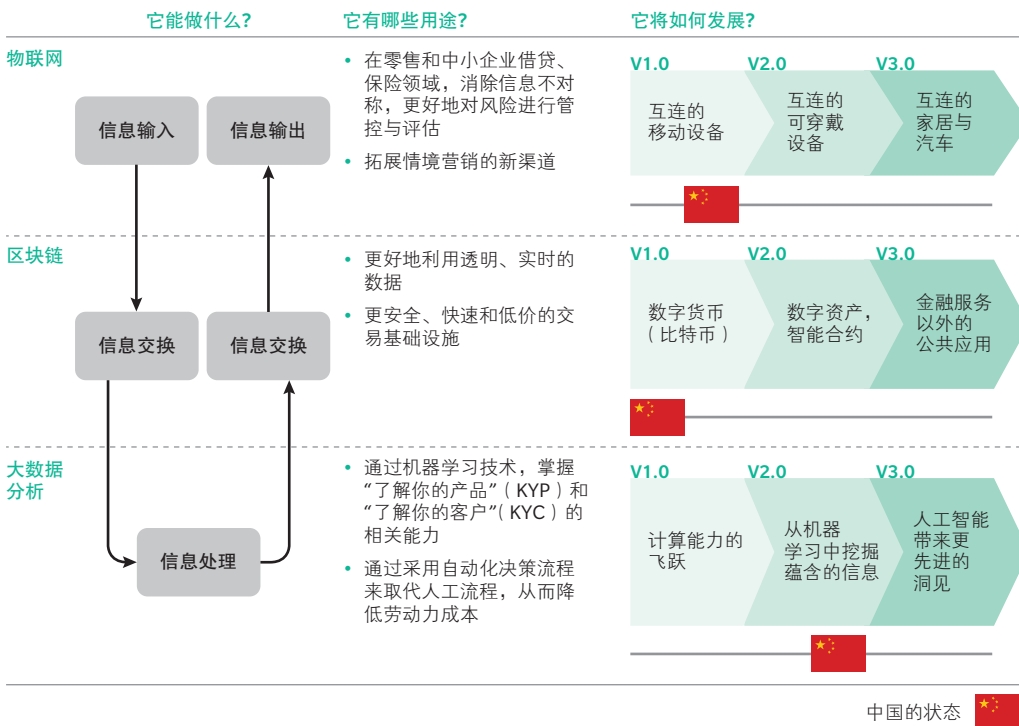 它能做什么?
它有哪些用途?
它将如何发展?
物联网
信息输入
信息输出
• 在零售和中小企业借贷、
保险领域，消除信息不对
称，更好地对风险进行管
控与评估
• 拓展情境营销的新渠道
V1.0
V2.0
V3.0
互连的
移动设备
互连的
可穿戴
设备
互连的
家居与
汽车
区块链
信息交换
信息交换
• 更好地利用透明、实时的
数据
• 更安全、快速和低价的交
易基础设施
V1.0
V2.0
V3.0
数字货币
（比特币）
数字资产，
智能合约
金融服务
以外的
公共应用
大数据
分析
信息处理
• 通过机器学习技术，掌握
“了解你的产品”（KYP）和
“了解你的客户”（KYC）的
相关能力
• 通过采用自动化决策流程
来取代人工流程，从而降
低劳动力成本
V1.0
V2.0
V3.0
计算能力的
飞跃
从机器
学习中挖掘
蕴含的信息
人工智能
带来更
先进的
洞见
中国的状态